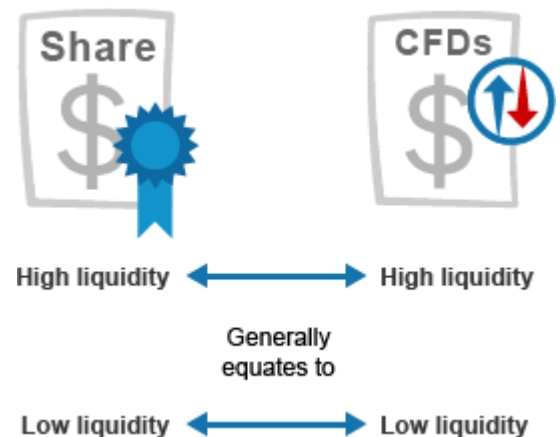 Share CFDs
$ $
High liquidity High liquidity
Generally
equates to
Low liquidity Low liquidity